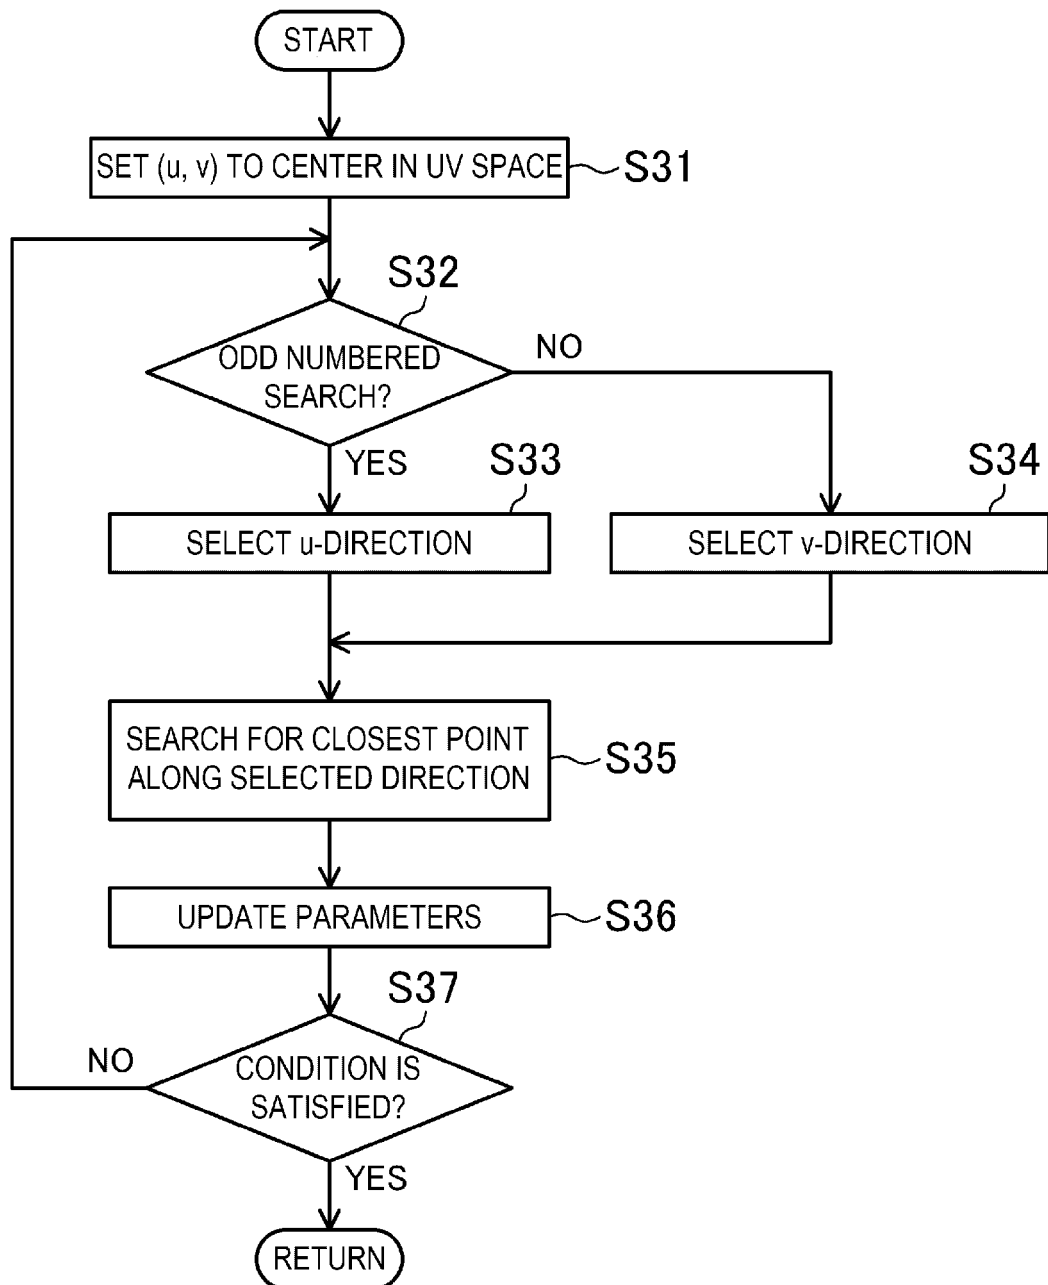 START
SET (u, v) TO CENTER IN UV SPACE
S31
S32
ODD NUMBERED
SEARCH?
NO
YES
S33
SELECT u-DIRECTION
S34
SELECT v-DIRECTION
SEARCH FOR CLOSEST POINT
ALONG SELECTED DIRECTION
S35
UPDATE PARAMETERS
S36
S37
CONDITION IS
SATISFIED?
NO
YES
RETURN